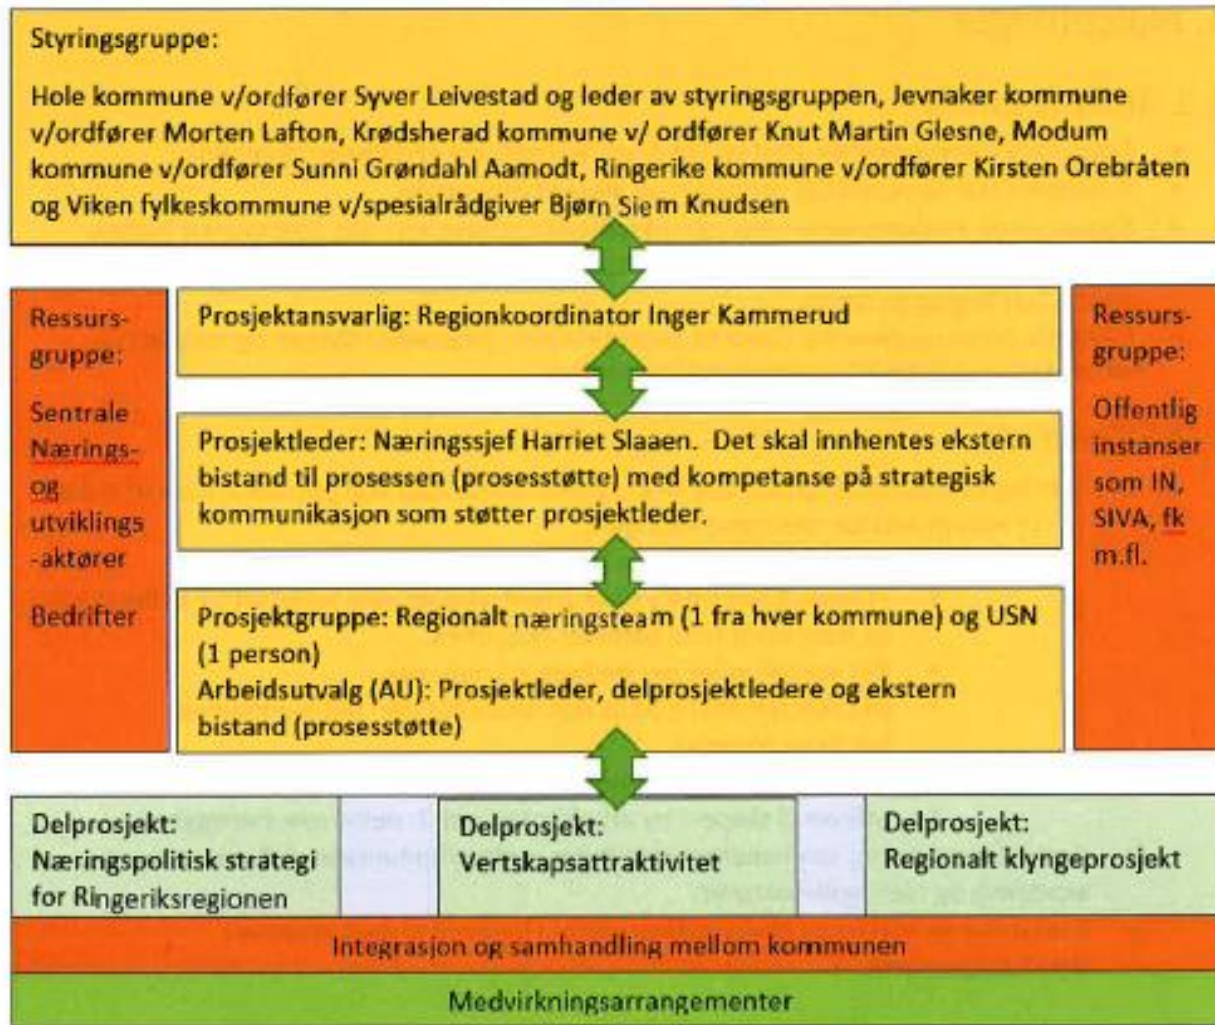 Styringsgruppe:
Hole kommune v/ordfører Syver Leivestad og leder av styringsgruppen, Jevnaker kommune
v/ordfører Morten Lafton, Krødsherad kommune v/ ordfører Knut Martin Glesne, Modum
kommune v/ordfører Sunni Grøndahl Aamodt, Ringerike kommune v/ordfører Kirsten Orebråten
og Viken fylkeskommune v/spesialrådgiver Bjørn Siem Knudsen
Ressurs-
gruppe:
Sentrale
Nærings-
og
utviklings
-aktører
Bedrifter
Prosjektansvarlig: Regionkoordinator Inger Kammerud
Prosjektleder: Næringssjef Harriet Slaaen. Det skal innhentes ekstern
bistand til prosessen (prosesstøtte) med kompetanse på strategisk
kommunikasjon som støtter prosjektleder.
Prosjektgruppe: Regionalt næringsteam (1 fra hver kommune) og USN
(1 person)
Arbeidsutvalg (AU): Prosjektleder, delprosjektledere og ekstern
bistand (prosesstøtte)
Ressurs-
gruppe:
Offentlig
instanser
som IN,
SIVA, fk
m.fl.
Delprosjekt:
Næringspolitisk strategi
for Ringeriksregionen
Delprosjekt:
Vertskapsattraktivitet
Delprosjekt:
Regionalt klyngeprosjekt
Integrasjon og samhandling mellom kommunen
Medvirkningsarrangementer